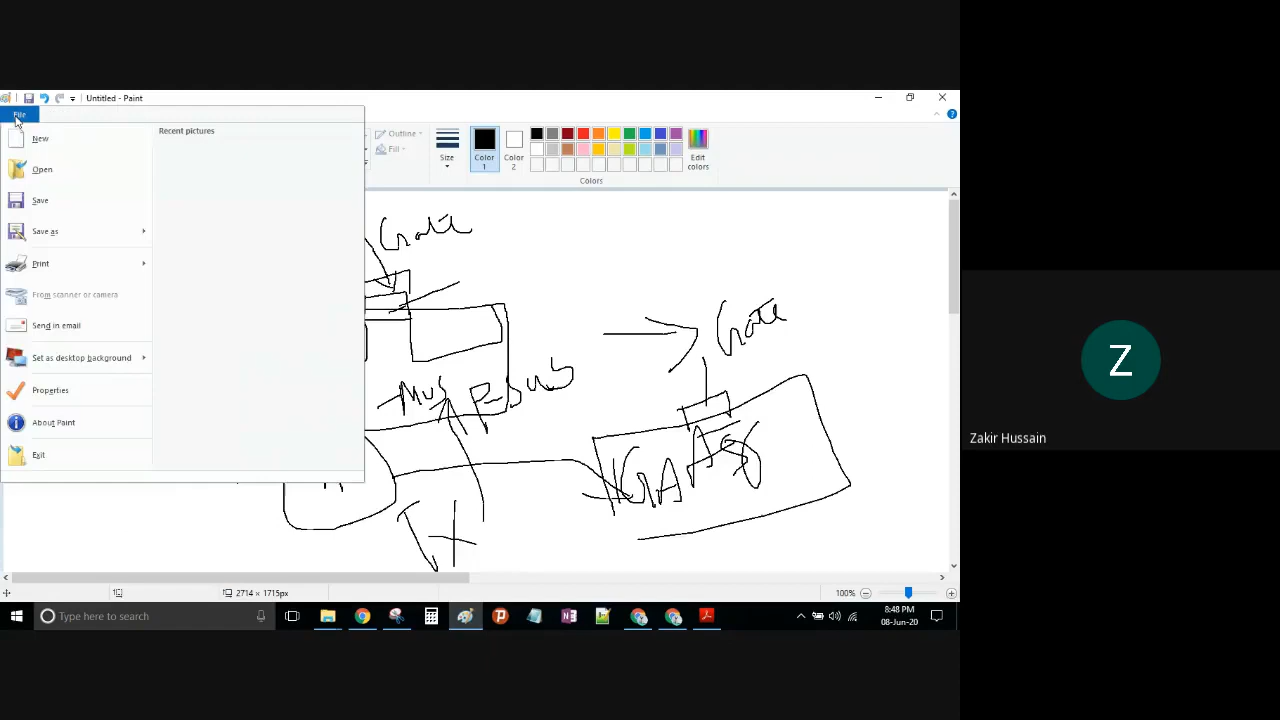 Untitled - Paint
File
New
Open
Save
Save as
Print
From scanner or camera
Send in email
Set as desktop background
Properties
About Paint
Exit
Recent pictures
Outline
Fill
Size
Color 1
Color 2
Edit colors
Colors
Gate
Gate
P-sub
2714 × 1715px
100%
Type here to search
8:48 PM
08-Jun-20
Z
Zakir Hussain